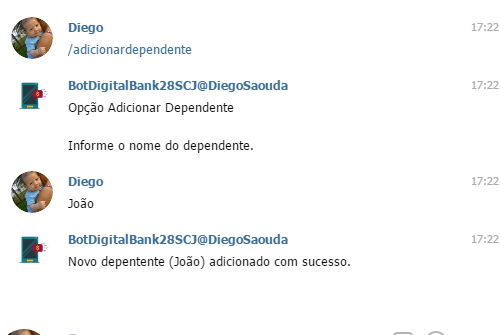 Diego 17:22
/adicionardependente
BotDigitalBank28SCJ@DiegoSaouda 17:22
Opção Adicionar Dependente
Informe o nome do dependente.
Diego 17:22
João
BotDigitalBank28SCJ@DiegoSaouda 17:22
Novo depentente (João) adicionado com sucesso.